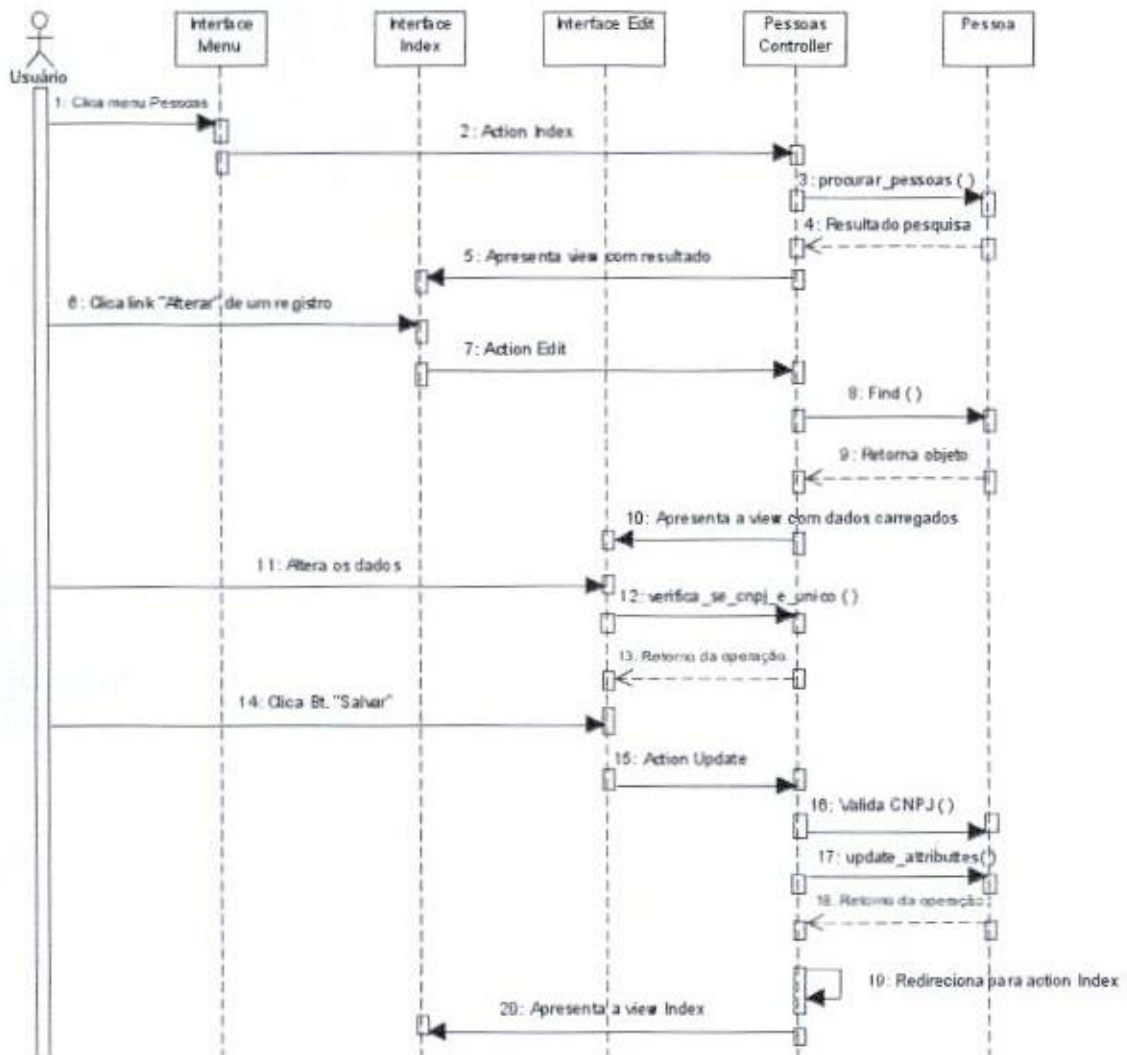 Interface
Menu
Interface
Index
Interface Edit
Pessoas
Controller
Pessoa
Usuário
1: Clica menu Pessoas
2: Action Index
3: procurar_pessoas ( )
4: Resultado pesquisa
5: Apresenta view com resultado
6: Clica link "Alterar" de um registro
7: Action Edit
8: Find ( )
9: Retorna objeto
10: Apresenta a view com dados carregados
11: Altera os dados
12: verifica_se_cnpj_e_unico ( )
13: Retorno da operação
14: Clica Bt. "Salvar"
15: Action Update
16: Valida CNPJ ( )
17: update_attributtes( )
18: Retorno da operação
19: Redireciona para action Index
20: Apresenta a view Index